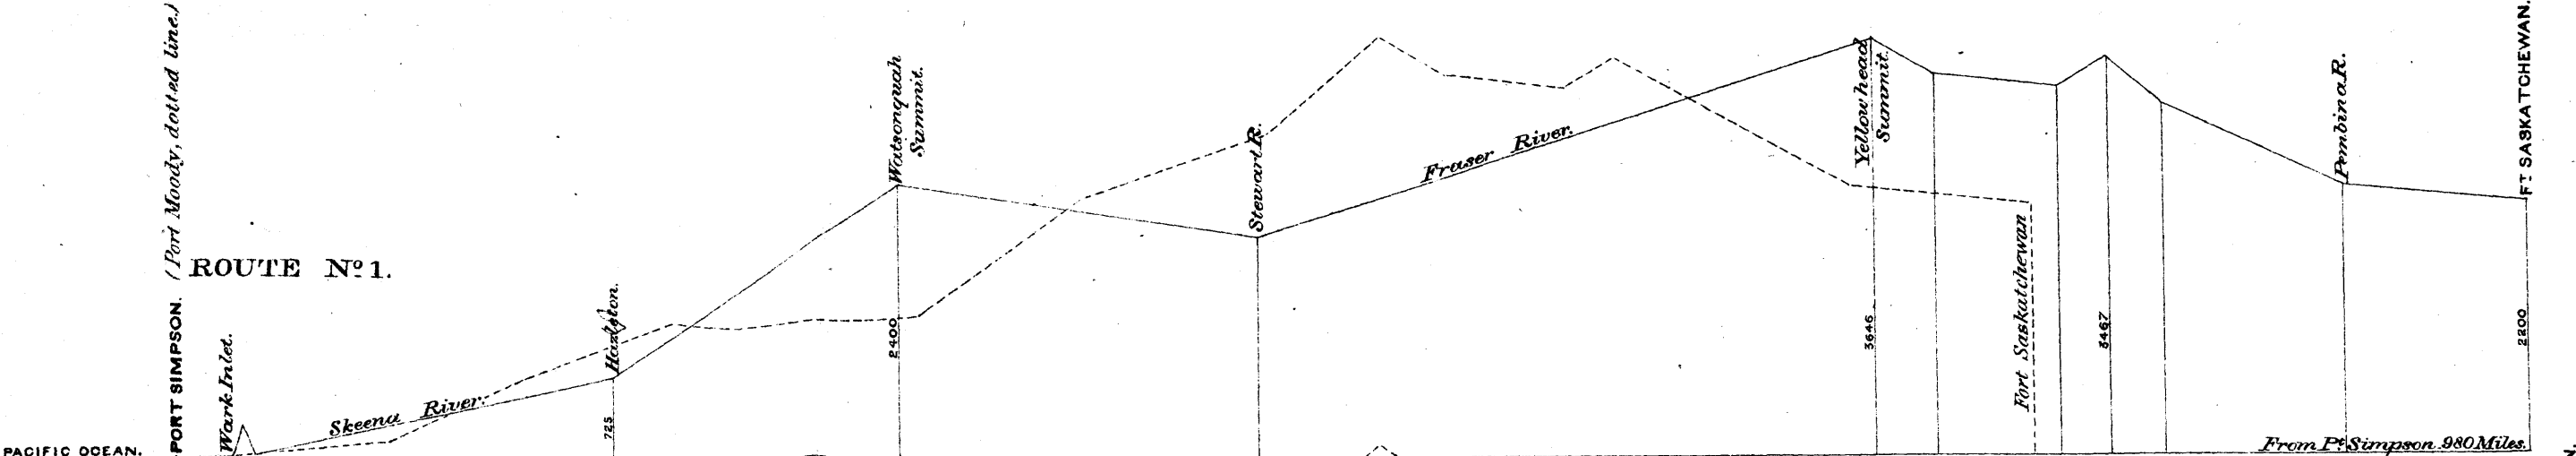 PACIFIC OCEAN.
PORT SIMPSON. (Port Moody, dotted line.)
ROUTE Nº 1.
Wark Inlet.
Skeena River.
Hazleton.
725
Watsonquah
Summit.
2400
Stewart R.
Fraser River.
Yellowhead
Summit.
3646
Fort Saskatchewan
3467
Pembina R.
FT SASKATCHEWAN.
2200
From Pt Simpson 980 Miles.